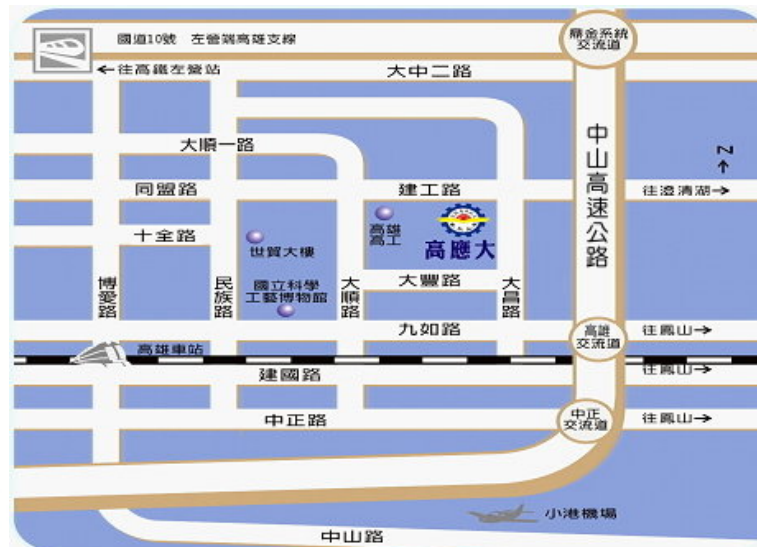 國道10號 左營端高雄支線
鼎金系統
交流道
←往高鐵左營站
大中二路
大順一路
中山高速公路
N
同盟路
建工路
往澄清湖→
十全路
高雄
高工
高應大
世貿大樓
博愛路
民族路
國立科學
工藝博物館
大順路
大豐路
大昌路
九如路
高雄
交流道
往鳳山→
高雄車站
建國路
往鳳山→
中正路
中正
交流道
往鳳山→
小港機場
中山路